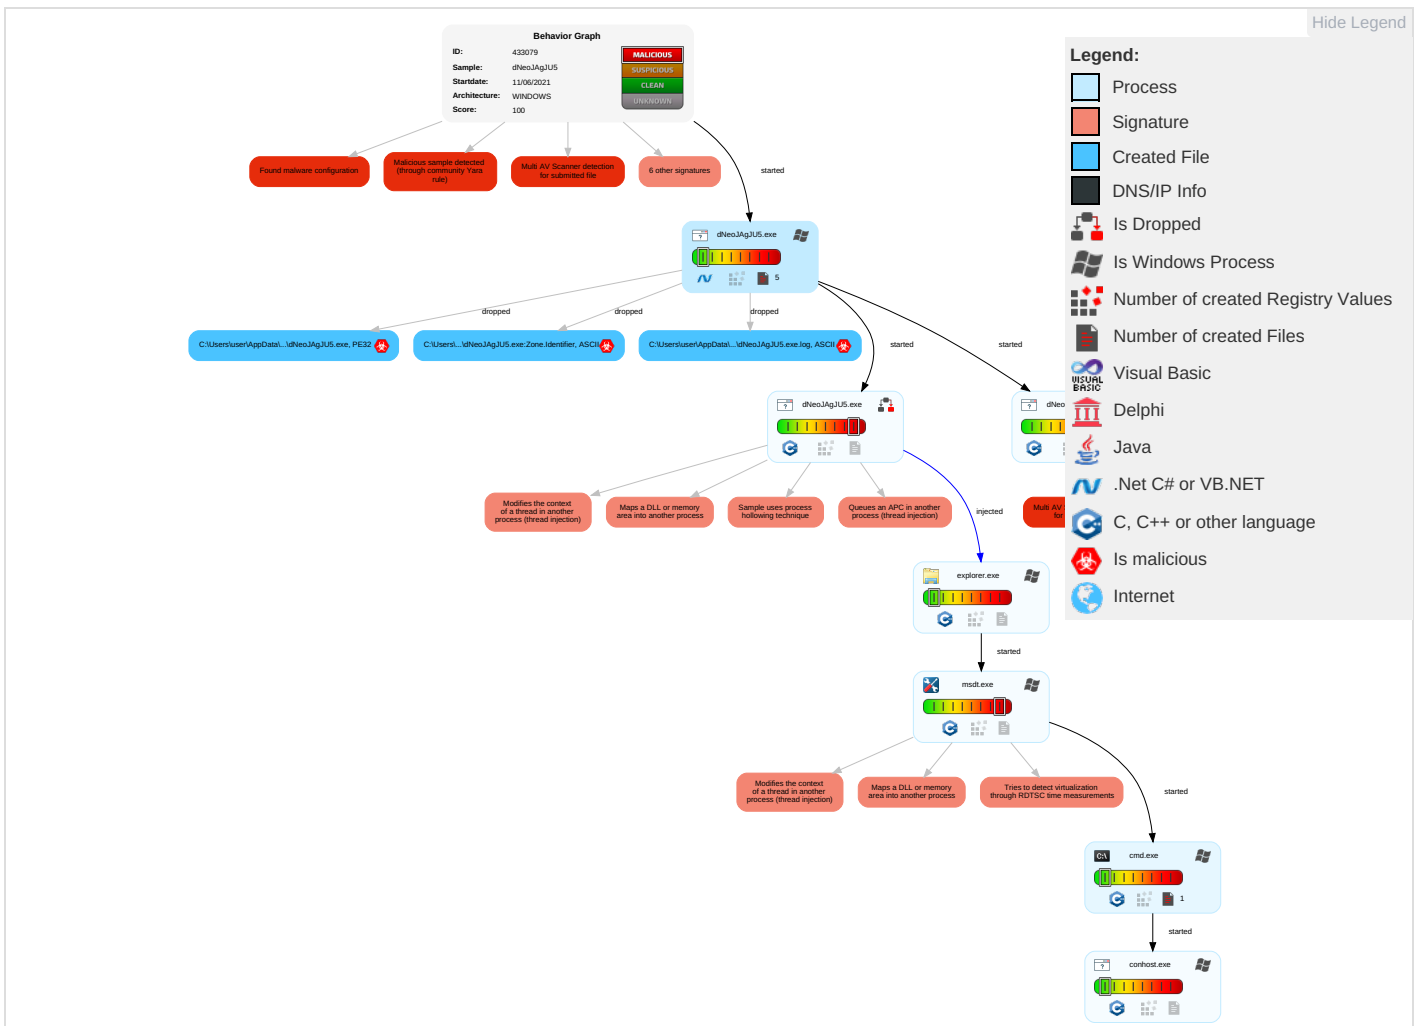 Hide Legend
Behavior Graph
ID: 433079
Sample: dNeoJAgJU5
Startdate: 11/06/2021
Architecture: WINDOWS
Score: 100
MALICIOUS
SUSPICIOUS
CLEAN
UNKNOWN
Legend:
Process
Signature
Created File
DNS/IP Info
Is Dropped
Is Windows Process
Number of created Registry Values
Number of created Files
VISUAL BASIC
Visual Basic
Delphi
Java
.Net C# or VB.NET
C, C++ or other language
Is malicious
Internet
Found malware configuration
Malicious sample detected
(through community Yara
rule)
Multi AV Scanner detection
for submitted file
6 other signatures
started
dNeoJAgJU5.exe
5
dropped
dropped
dropped
C:\Users\user\AppData\...\dNeoJAgJU5.exe, PE32
C:\Users\...\dNeoJAgJU5.exe:Zone.Identifier, ASCII
C:\Users\user\AppData\...\dNeoJAgJU5.exe.log, ASCII
started
started
dNeoJAgJU5.exe
dNeo
Modifies the context
of a thread in another
process (thread injection)
Maps a DLL or memory
area into another process
Sample uses process
hollowing technique
Queues an APC in another
process (thread injection)
injected
Multi AV
for
explorer.exe
started
msdt.exe
Modifies the context
of a thread in another
process (thread injection)
Maps a DLL or memory
area into another process
Tries to detect virtualization
through RDTSC time measurements
started
C:\
cmd.exe
1
started
conhost.exe